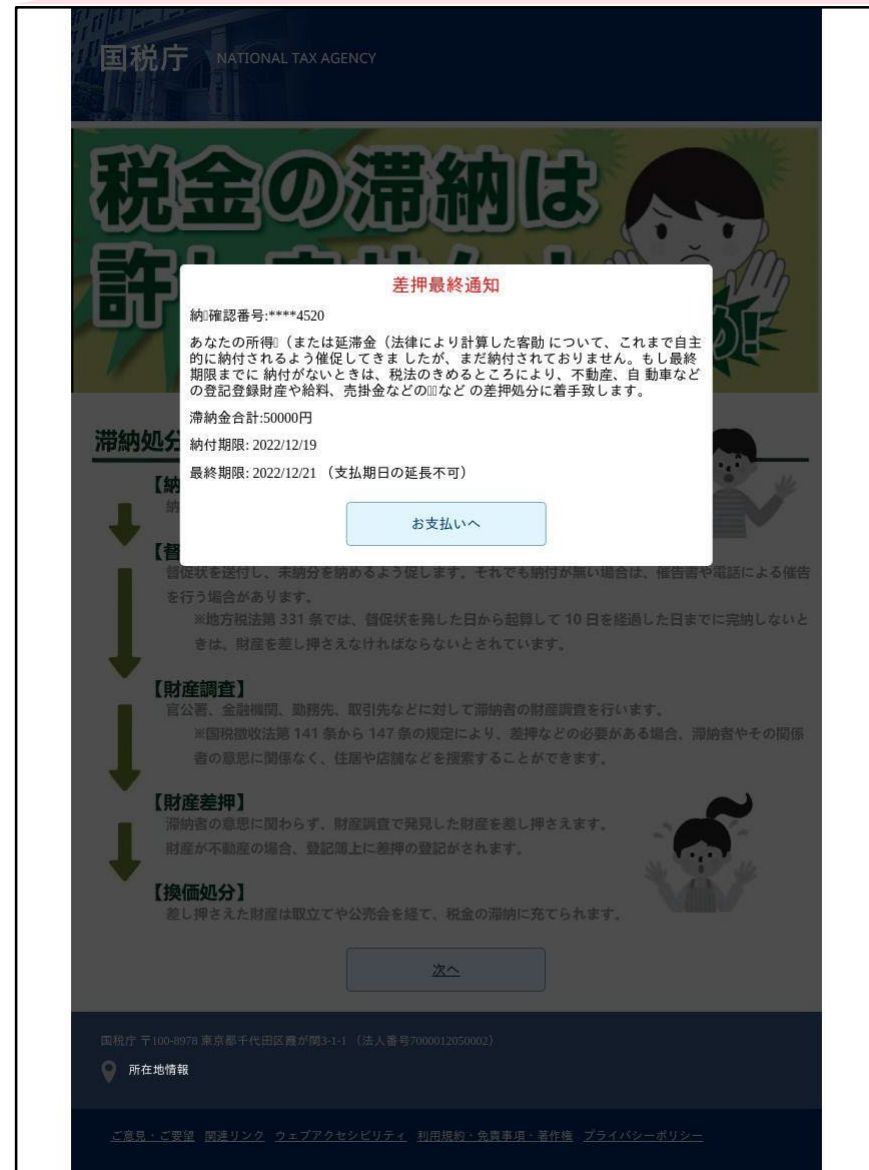 国税庁 NATIONAL TAX AGENCY
税金の滞納は
差押最終通知
納▯確認番号:****4520
あなたの所得▯（または延滞金（法律により計算した客勛 について、これまで自主
的に納付されるよう催促してきま したが、まだ納付されておりません。もし最終
期限までに 納付がないときは、税法のきめるところにより、不動産、自 動車など
の登記登録財産や給料、売掛金などの▯▯など の差押処分に着手致します。
滞納金合計:50000円
納付期限: 2022/12/19
最終期限: 2022/12/21 （支払期日の延長不可）
お支払いへ
滞納処分
【納
【督
督促状を送付し、未納分を納めるよう促します。それでも納付が無い場合は、催告書や電話による催告
を行う場合があります。
※地方税法第 331 条では、督促状を発した日から起算して 10 日を経過した日までに完納しないと
きは、財産を差し押さえなければならないとされています。
【財産調査】
官公署、金融機関、勤務先、取引先などに対して滞納者の財産調査を行います。
※国税徴収法第 141 条から 147 条の規定により、差押などの必要がある場合、滞納者やその関係
者の意思に関係なく、住居や店舗などを捜索することができます。
【財産差押】
滞納者の意思に関わらず、財産調査で発見した財産を差し押さえます。
財産が不動産の場合、登記簿上に差押の登記がされます。
【換価処分】
差し押さえた財産は取立てや公売会を経て、税金の滞納に充てられます。
次へ
国税庁 〒100-8978 東京都千代田区霞が関3-1-1 （法人番号7000012050002）
所在地情報
ご意見・ご要望 関連リンク ウェブアクセシビリティ 利用規約・免責事項・著作権 プライバシーポリシー